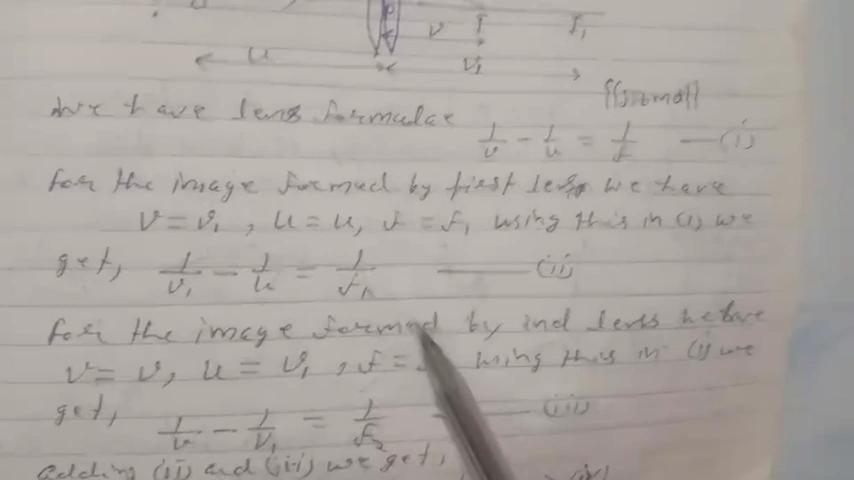 u
v I f₁
u v₁
we have lens formulae
1/v - 1/u = 1/f —(i)
for the image formed by first lens we have
v = v₁, u = u, f = f₁ using this in (i) we
get, 1/v₁ - 1/u = 1/f₁ —(ii)
for the image formed by 2nd lens we have
v = v, u = v₁, f = using this in (i) we
get, 1/v - 1/v₁ = 1/f₂ —(iii)
adding (ii) and (iii) we get,
(iv)